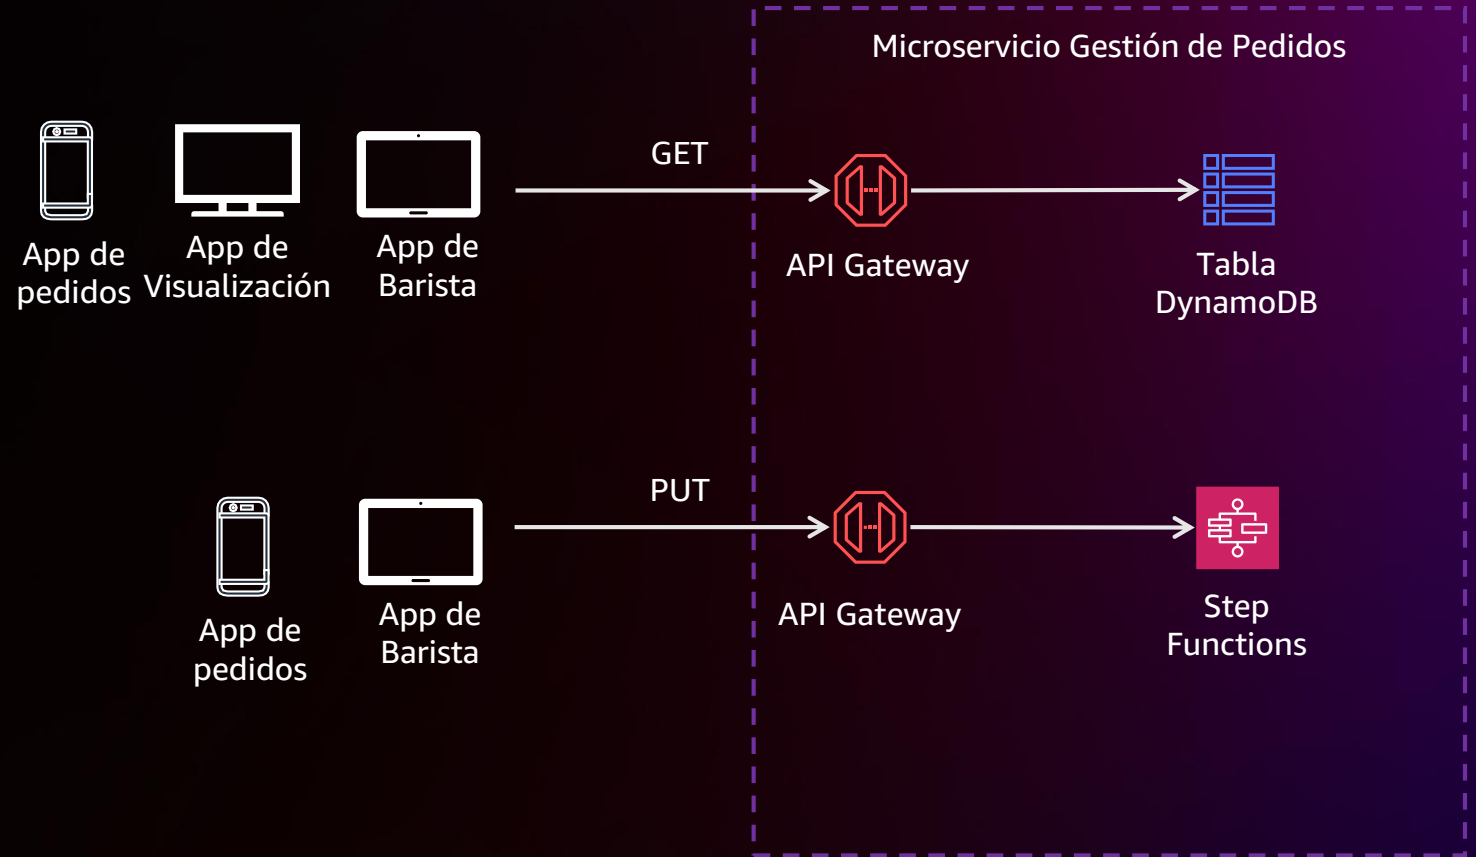 Microservicio Gestión de Pedidos
GET
App de
pedidos
App de
Visualización
App de
Barista
API Gateway
Tabla
DynamoDB
PUT
App de
pedidos
App de
Barista
API Gateway
Step
Functions